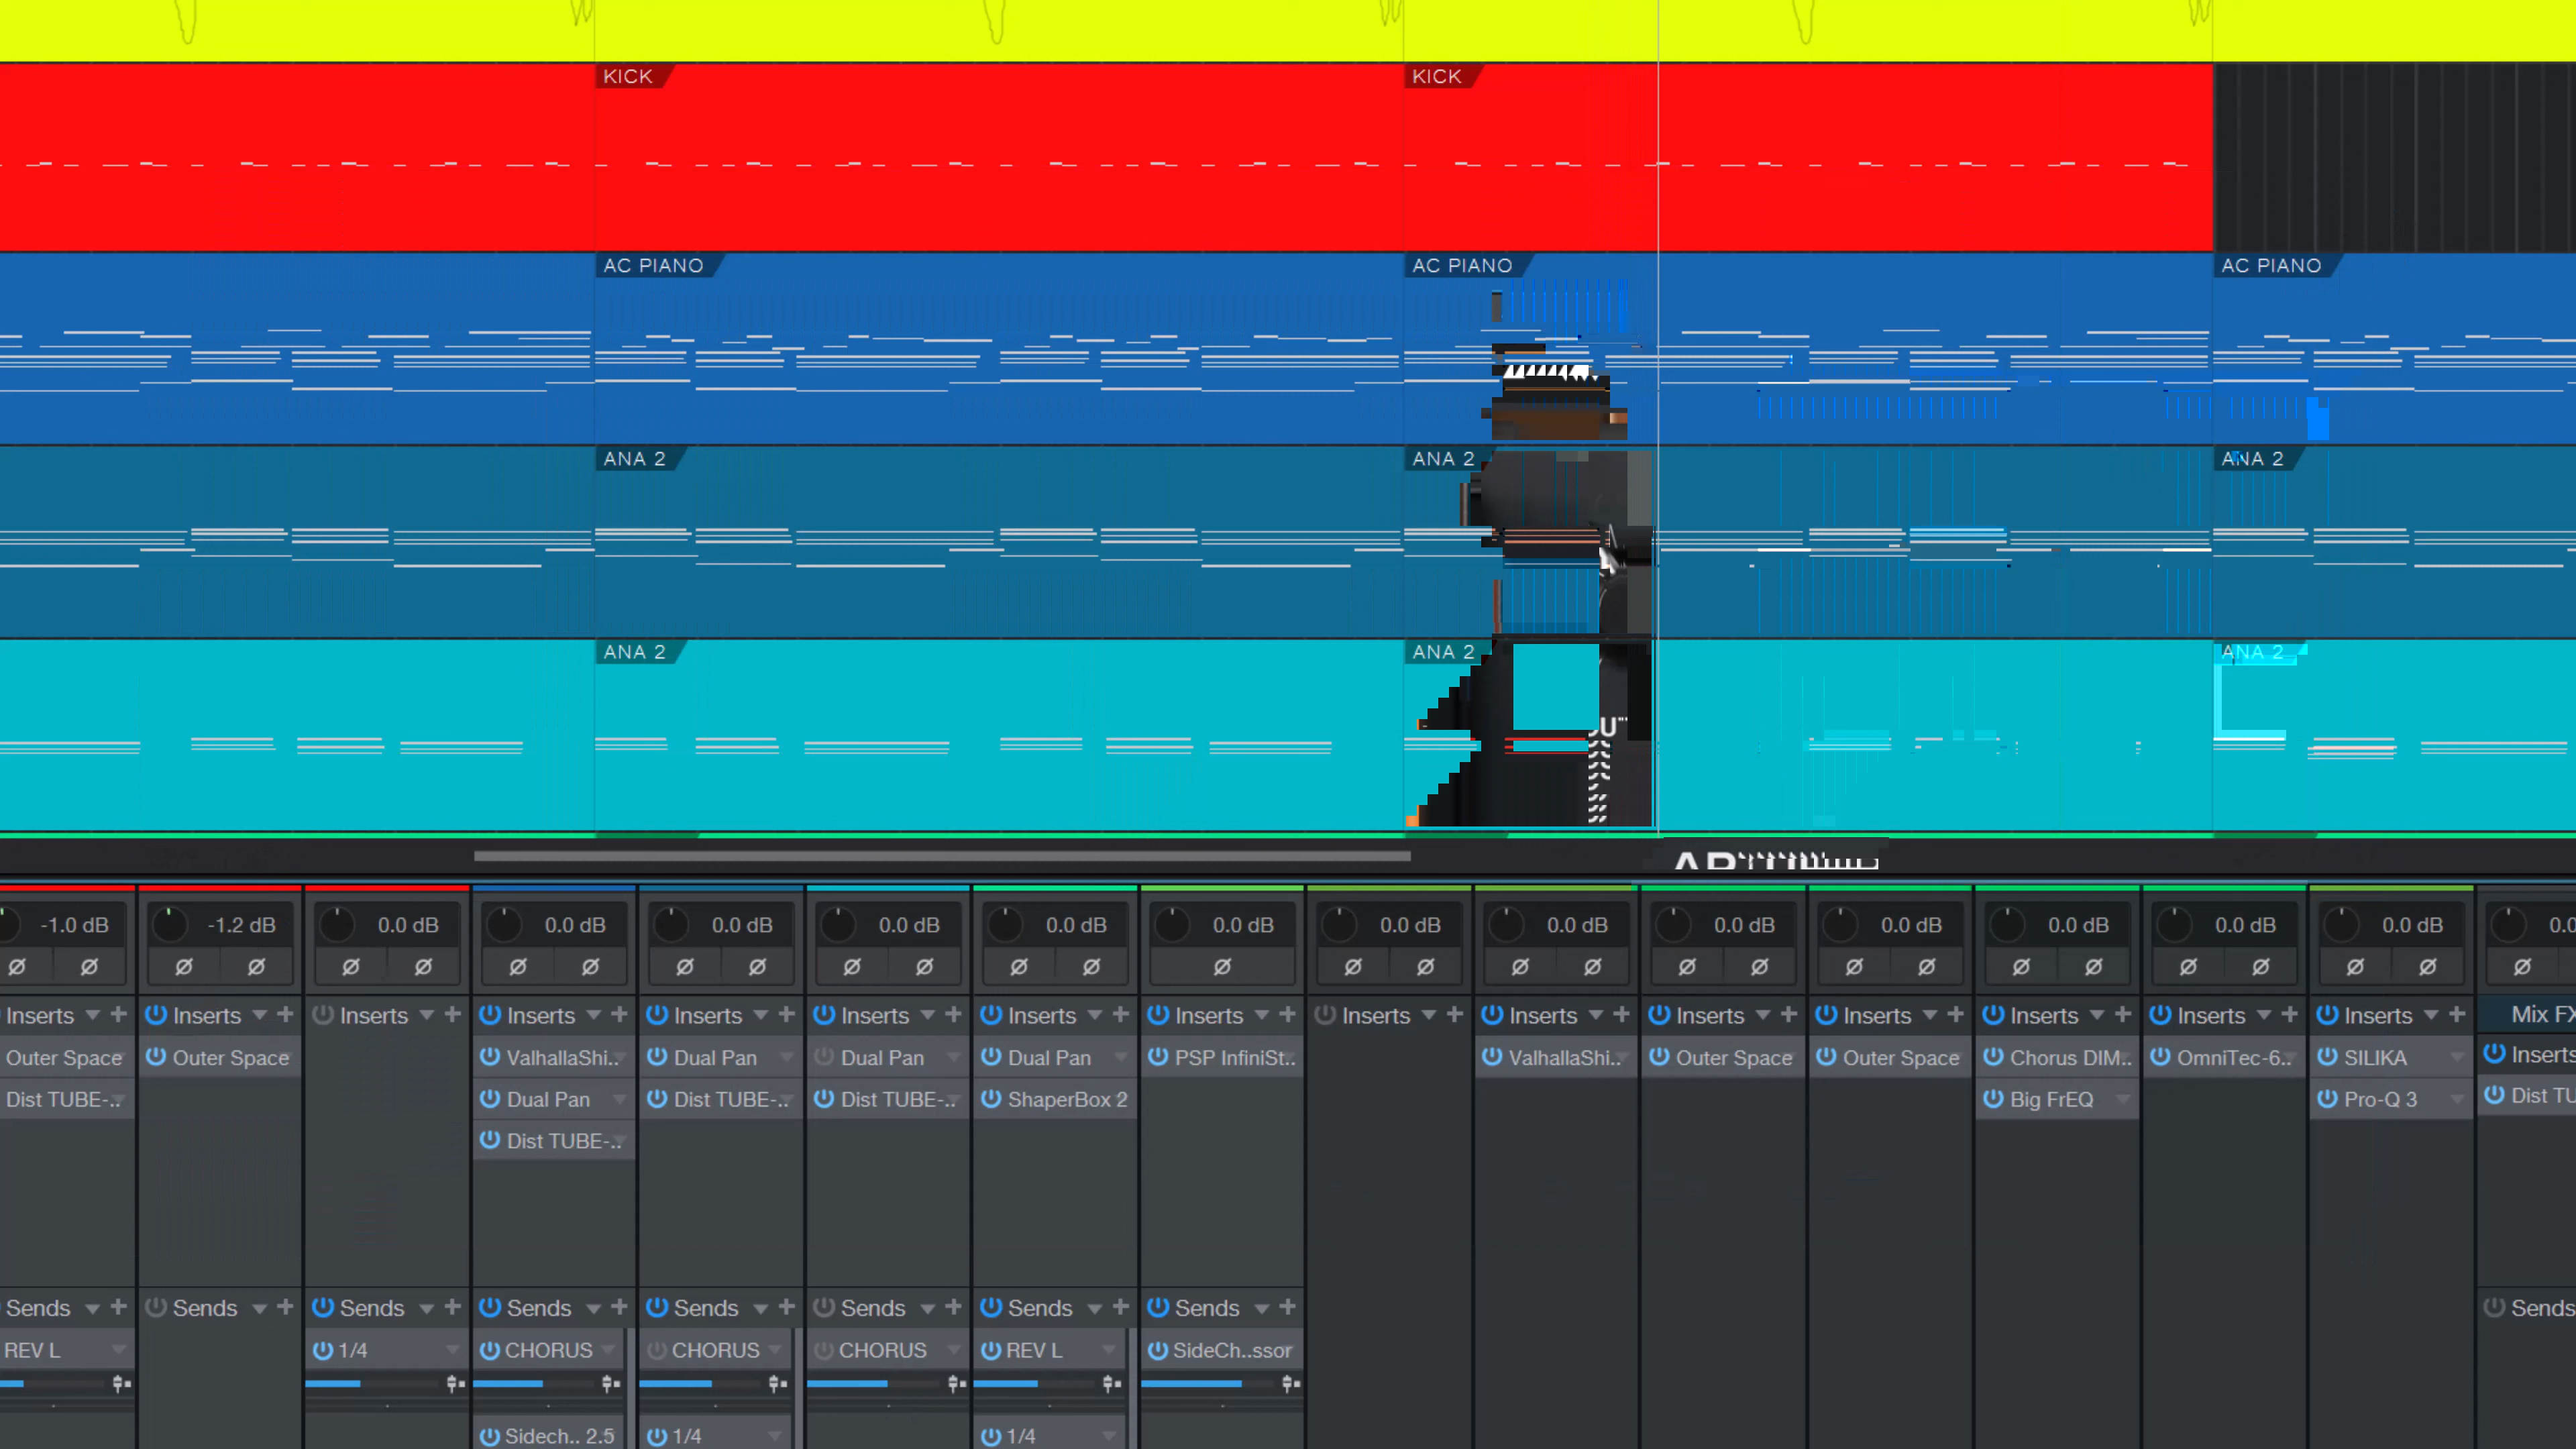 KICK KICK
AC PIANO AC PIANO AC PIANO
ANA 2 ANA 2 ANA 2
ANA 2 ANA 2 ANA 2
-1.0 dB -1.2 dB 0.0 dB 0.0 dB 0.0 dB 0.0 dB 0.0 dB 0.0 dB 0.0 dB 0.0 dB 0.0 dB 0.0 dB 0.0 dB 0.0 dB 0.0 dB 0.0
Ø Ø Ø Ø Ø Ø Ø Ø Ø Ø Ø Ø Ø Ø Ø Ø Ø Ø Ø Ø Ø Ø Ø Ø Ø Ø Ø Ø Ø Ø
Inserts Inserts Inserts Inserts Inserts Inserts Inserts Inserts Inserts Inserts Inserts Inserts Inserts Inserts Inserts Mix FX
Outer Space Outer Space ValhallaShi.. Dual Pan Dual Pan Dual Pan PSP InfiniSt.. ValhallaShi.. Outer Space Outer Space Chorus DIM.. OmniTec-6.. SILIKA Inserts
Dist TUBE-.. Dual Pan Dist TUBE-.. Dist TUBE-.. ShaperBox 2 Big FrEQ Pro-Q 3 Dist TU
Dist TUBE-..
Sends Sends Sends Sends Sends Sends Sends Sends Sends
REV L 1/4 CHORUS CHORUS CHORUS REV L SideCh..ssor
Sidech.. 2.5 1/4 1/4